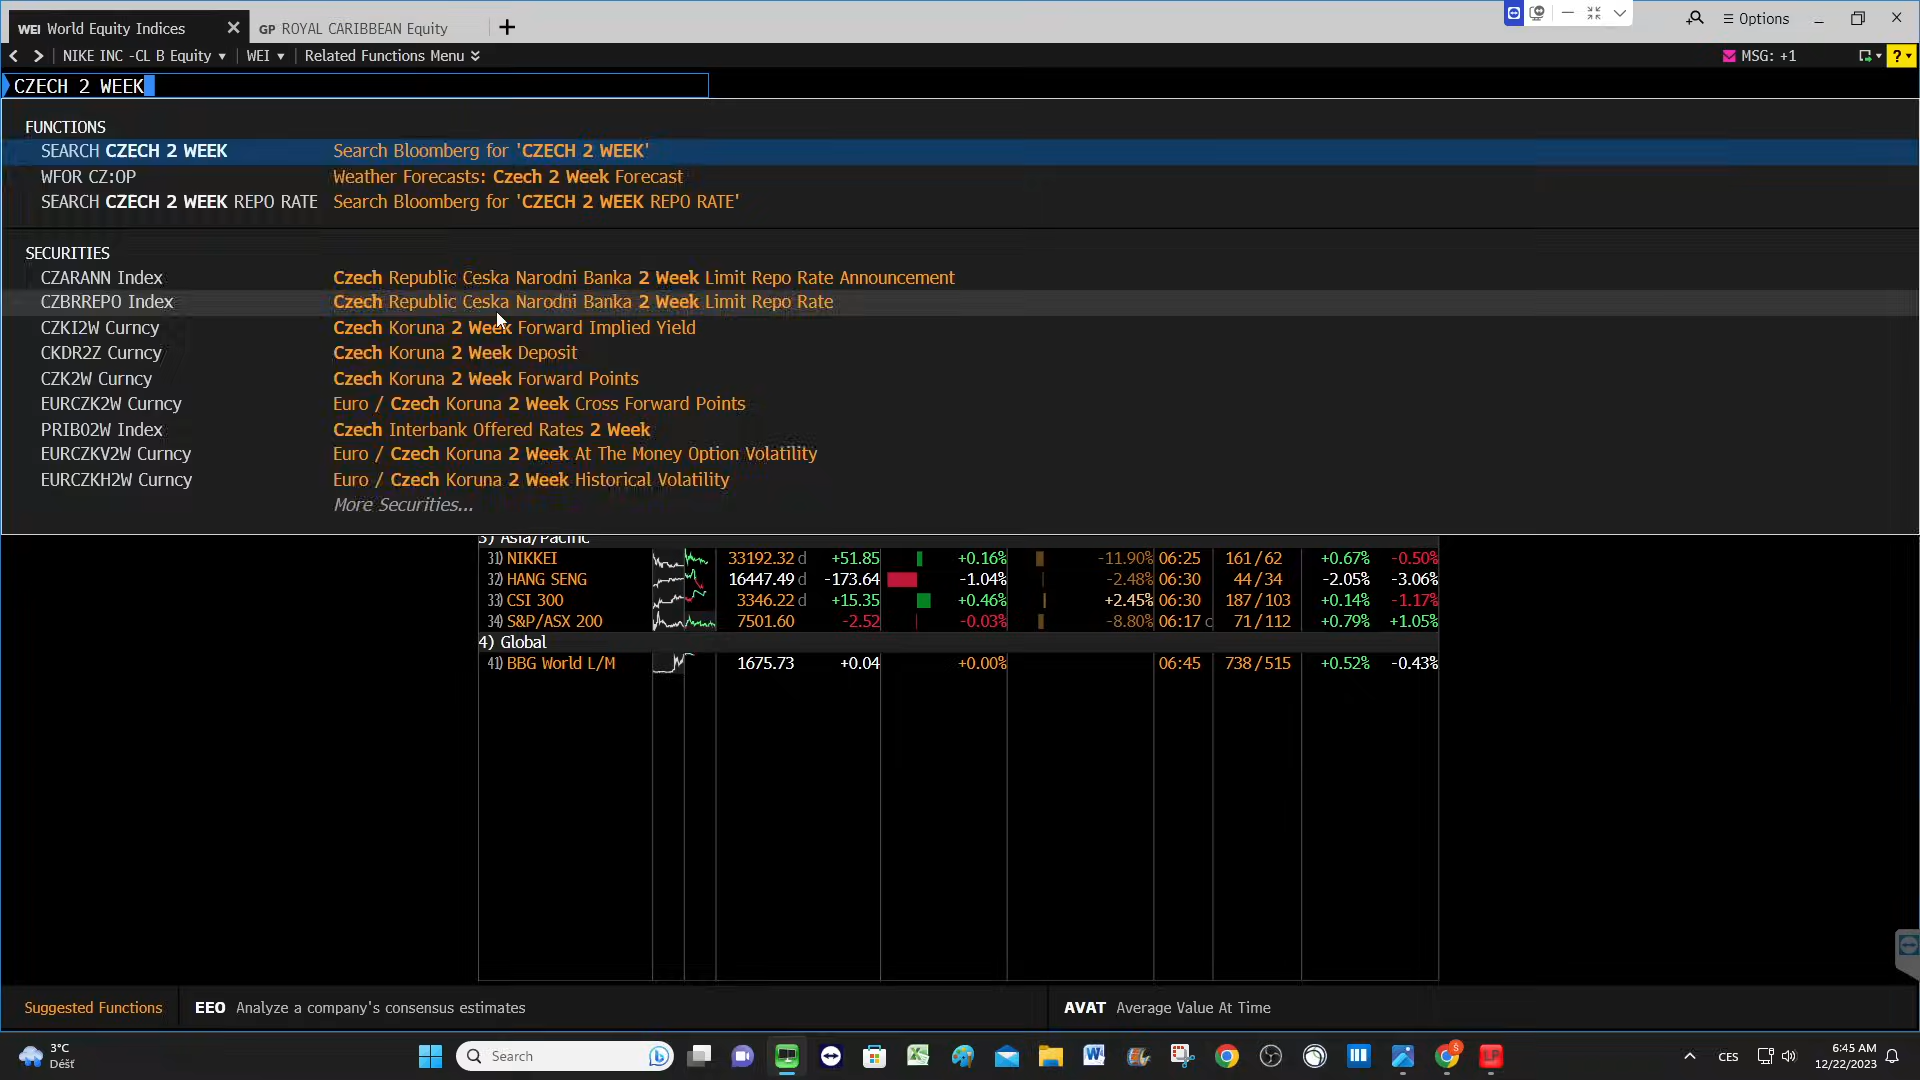 WEI World Equity Indices
GP ROYAL CARIBBEAN Equity
Options
NIKE INC -CL B Equity
WEI
Related Functions Menu
MSG: +1
?
CZECH 2 WEEK
FUNCTIONS
SEARCH CZECH 2 WEEK Search Bloomberg for 'CZECH 2 WEEK'
WFOR CZ:OP Weather Forecasts: Czech 2 Week Forecast
SEARCH CZECH 2 WEEK REPO RATE Search Bloomberg for 'CZECH 2 WEEK REPO RATE'
SECURITIES
CZARANN Index Czech Republic Ceska Narodni Banka 2 Week Limit Repo Rate Announcement
CZBRREPO Index Czech Republic Ceska Narodni Banka 2 Week Limit Repo Rate
CZKI2W Curncy Czech Koruna 2 Week Forward Implied Yield
CKDR2Z Curncy Czech Koruna 2 Week Deposit
CZK2W Curncy Czech Koruna 2 Week Forward Points
EURCZK2W Curncy Euro / Czech Koruna 2 Week Cross Forward Points
PRIB02W Index Czech Interbank Offered Rates 2 Week
EURCZKV2W Curncy Euro / Czech Koruna 2 Week At The Money Option Volatility
EURCZKH2W Curncy Euro / Czech Koruna 2 Week Historical Volatility
More Securities...
3) Asia/Pacific
31) NIKKEI 33192.32 d +51.85 +0.16% -11.90% 06:25 161/62 +0.67% -0.50%
32) HANG SENG 16447.49 d -173.64 -1.04% -2.48% 06:30 44/34 -2.05% -3.06%
33) CSI 300 3346.22 d +15.35 +0.46% +2.45% 06:30 187/103 +0.14% -1.17%
34) S&P/ASX 200 7501.60 -2.52 -0.03% -8.80% 06:17 c 71/112 +0.79% +1.05%
4) Global
41) BBG World L/M 1675.73 +0.04 +0.00% 06:45 738/515 +0.52% -0.43%
Suggested Functions EEO Analyze a company's consensus estimates AVAT Average Value At Time
3°C
Déšť
Search
CES
6:45 AM
12/22/2023